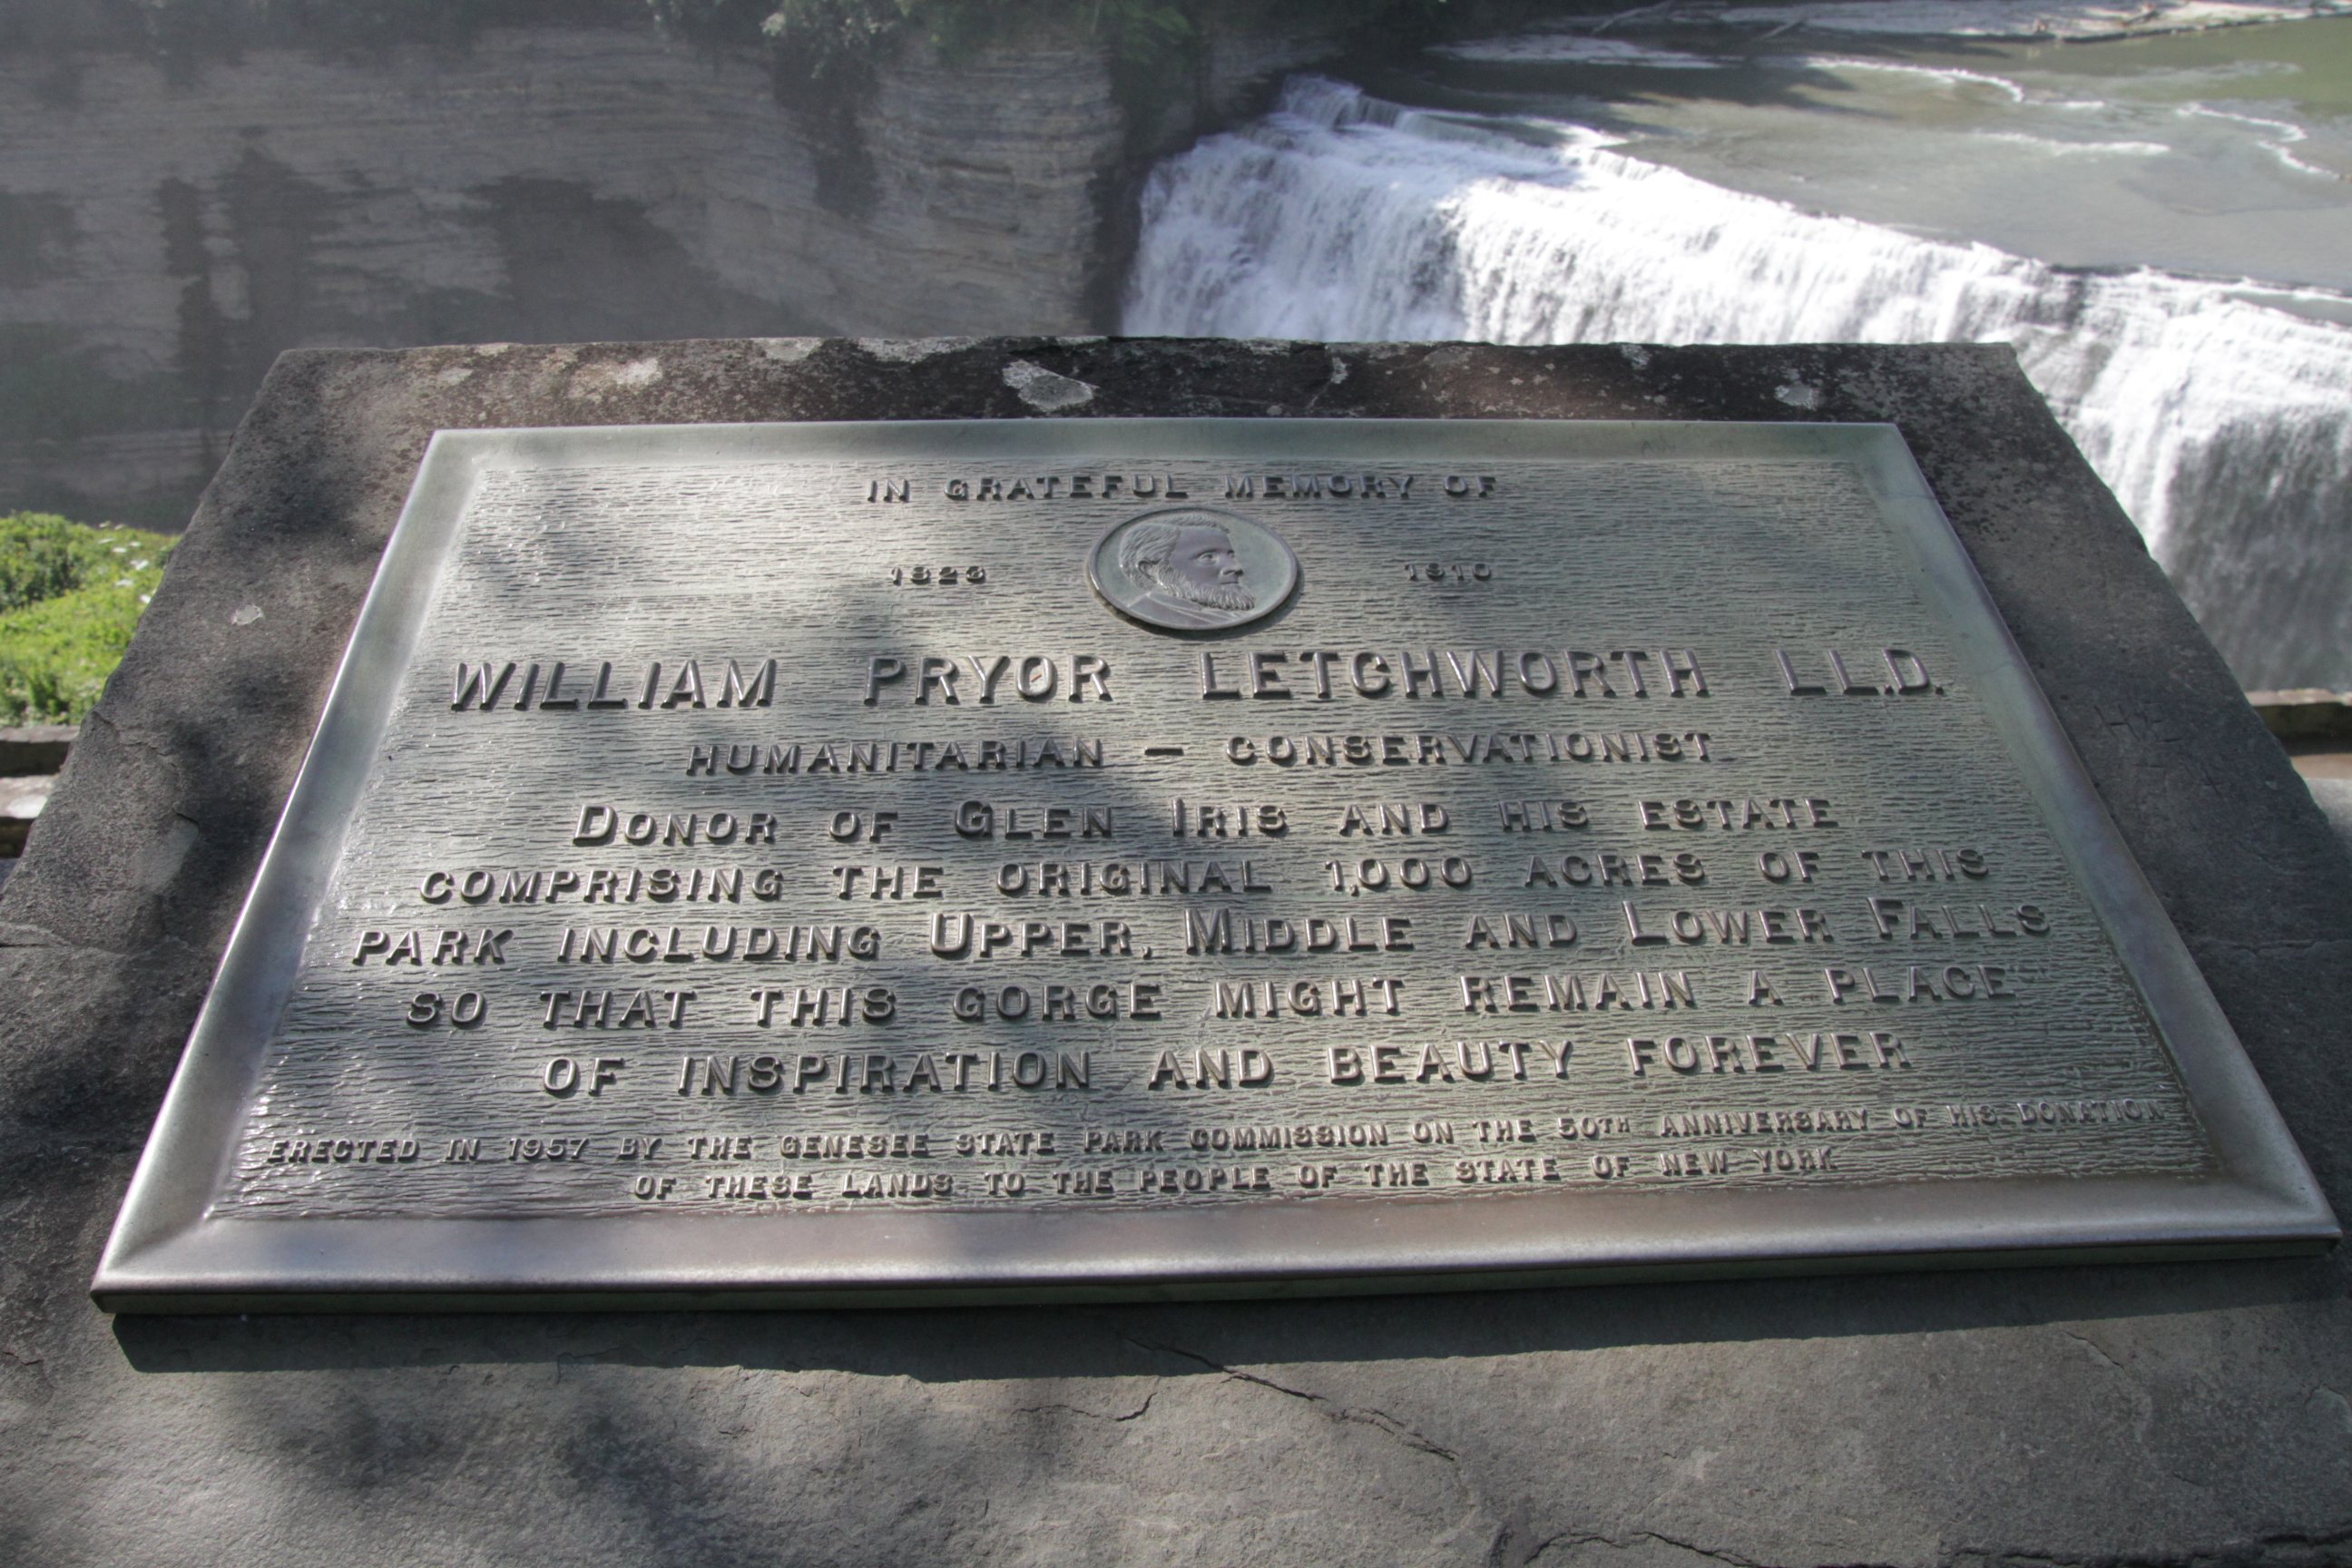 IN GRATEFUL MEMORY OF
1823 1910
WILLIAM PRYOR LETCHWORTH LL.D.
HUMANITARIAN – CONSERVATIONIST
DONOR OF GLEN IRIS AND HIS ESTATE
COMPRISING THE ORIGINAL 1,000 ACRES OF THIS
PARK INCLUDING UPPER, MIDDLE AND LOWER FALLS
SO THAT THIS GORGE MIGHT REMAIN A PLACE
OF INSPIRATION AND BEAUTY FOREVER
ERECTED IN 1957 BY THE GENESEE STATE PARK COMMISSION ON THE 50TH ANNIVERSARY OF HIS DONATION
OF THESE LANDS TO THE PEOPLE OF THE STATE OF NEW YORK